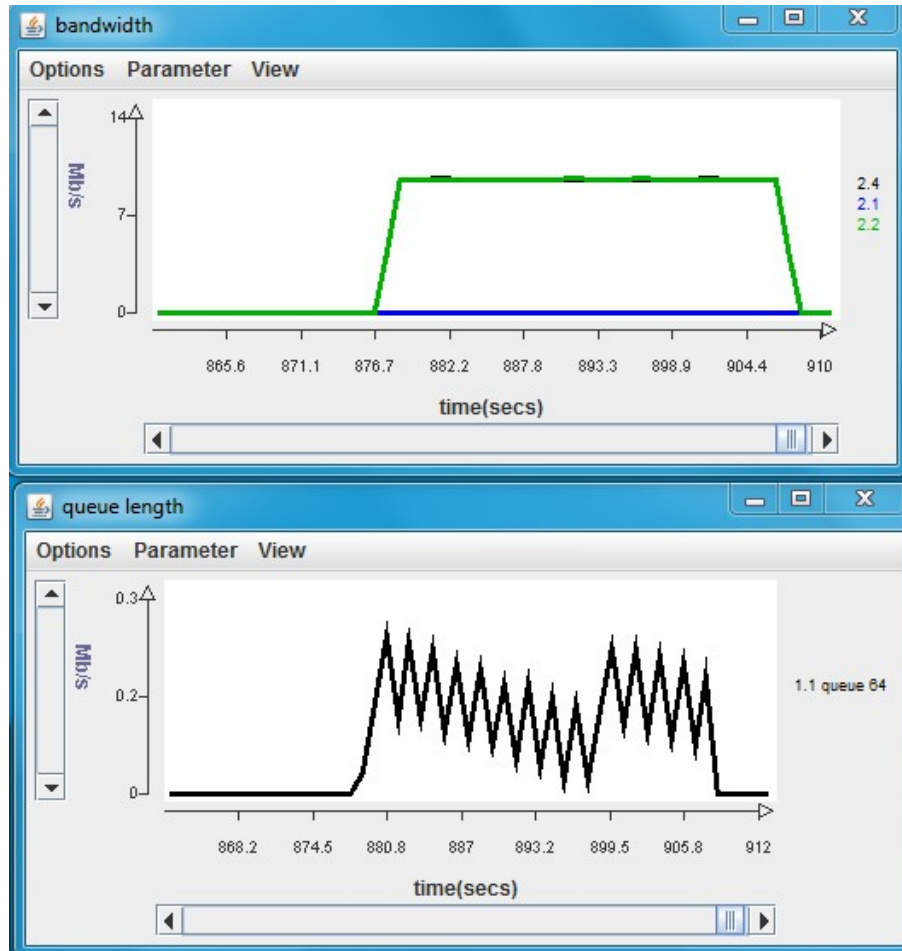 bandwidth
Options Parameter View
14
Mb/s
7
0
2.4
2.1
2.2
865.6 871.1 876.7 882.2 887.8 893.3 898.9 904.4 910
time(secs)
queue length
Options Parameter View
0.3
Mb/s
0.2
0
1.1 queue 64
868.2 874.5 880.8 887 893.2 899.5 905.8 912
time(secs)